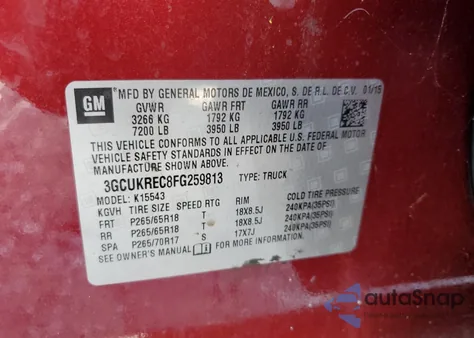 GM
MFD BY GENERAL MOTORS DE MEXICO, S. DE R.L. DE C.V. 01/15
GVWR GAWR FRT GAWR RR
3266 KG 1792 KG 1792 KG
7200 LB 3950 LB 3950 LB
THIS VEHICLE CONFORMS TO ALL APPLICABLE U.S. FEDERAL MOTOR
VEHICLE SAFETY STANDARDS IN EFFECT ON THE DATE OF
MANUFACTURE SHOWN ABOVE.
3GCUKREC8FG259813 TYPE: TRUCK
MODEL: K15543
KGVH TIRE SIZE SPEED RTG RIM COLD TIRE PRESSURE
FRT P265/65R18 T 18X8.5J 240KPA(35PSI)
RR P265/65R18 T 18X8.5J 240KPA(35PSI)
SPA P265/70R17 S 17X7J 240KPA(35PSI)
SEE OWNER'S MANUAL FOR MORE INFORMATION.
autoSnap